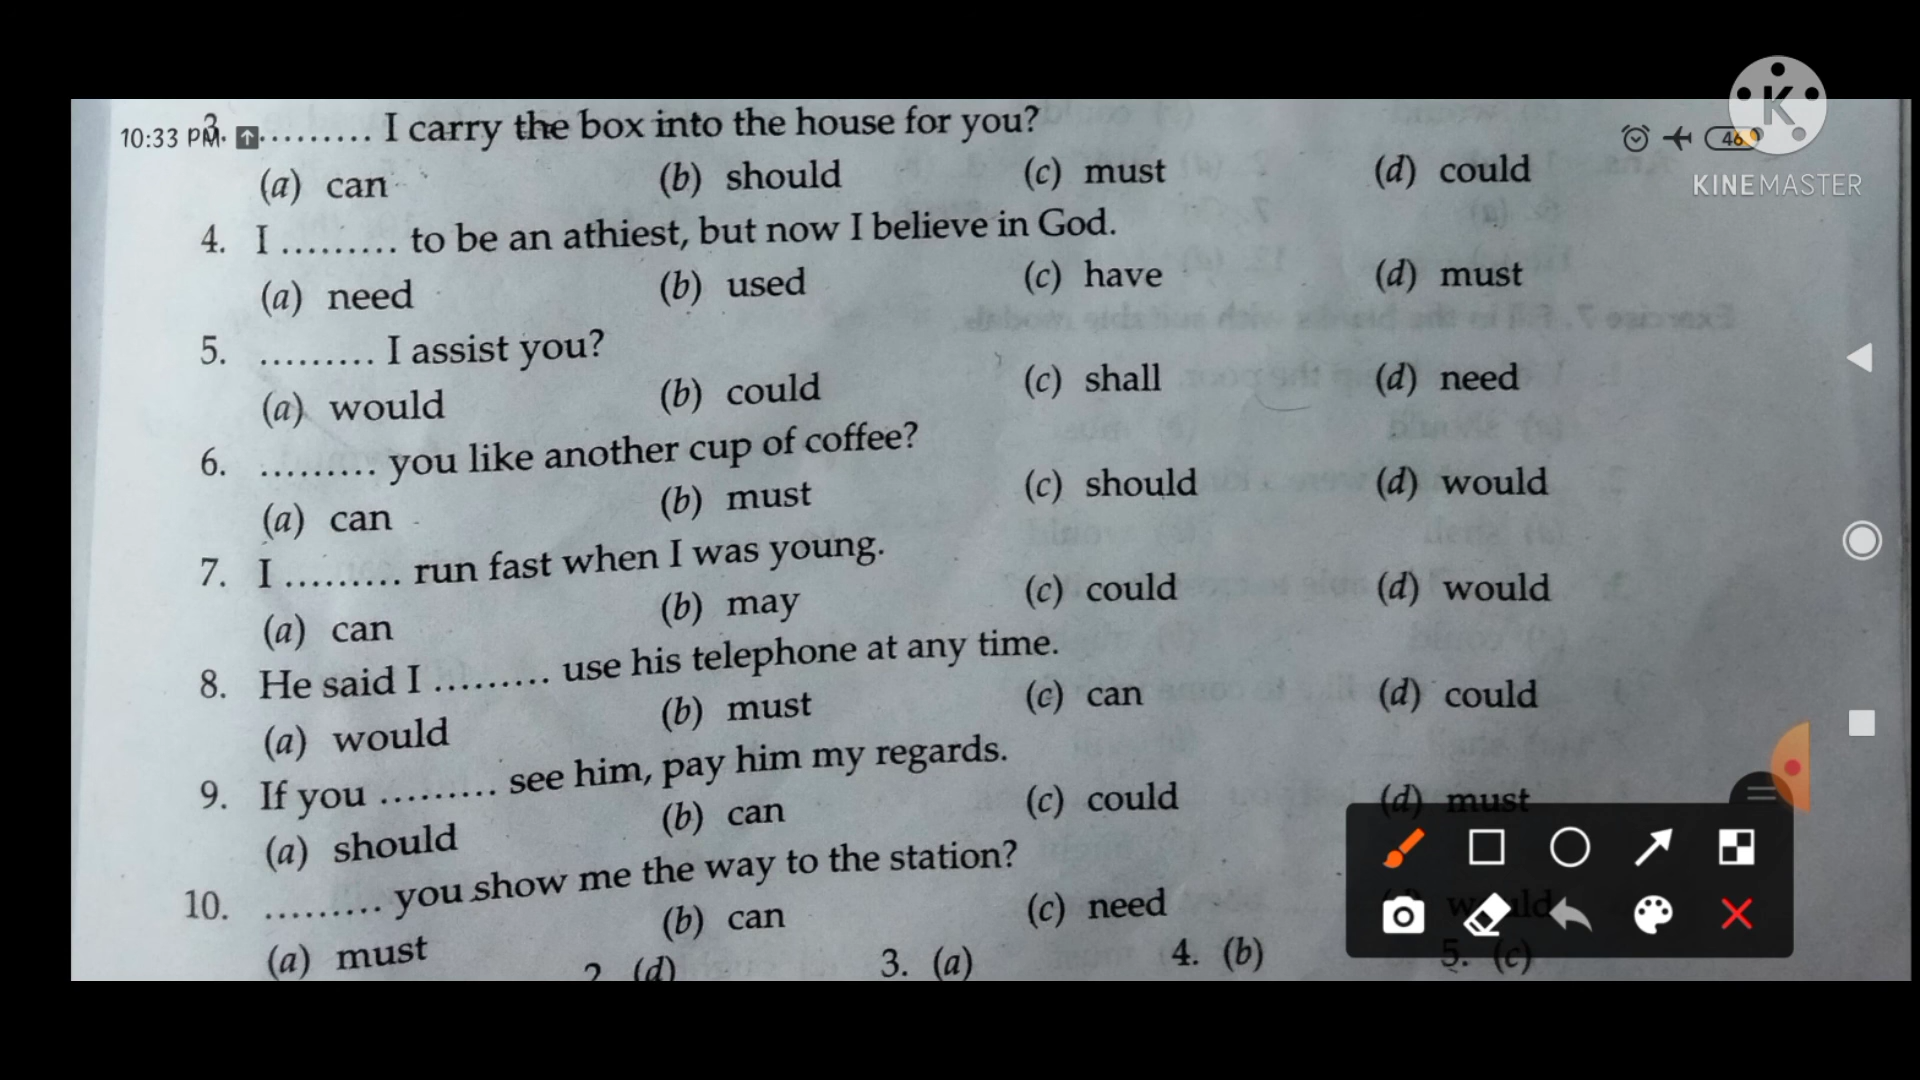 10:33 PM
3. ......... I carry the box into the house for you?
(a) can (b) should (c) must (d) could
4. I ......... to be an athiest, but now I believe in God.
(a) need (b) used (c) have (d) must
5. ......... I assist you?
(a) would (b) could (c) shall (d) need
6. ......... you like another cup of coffee?
(a) can (b) must (c) should (d) would
7. I ......... run fast when I was young.
(a) can (b) may (c) could (d) would
8. He said I ......... use his telephone at any time.
(a) would (b) must (c) can (d) could
9. If you ......... see him, pay him my regards.
(a) should (b) can (c) could (d) must
10. ......... you show me the way to the station?
(a) must (b) can (c) need (d) would
2. (d) 3. (a) 4. (b) 5. (c)
K
KINEMASTER
46